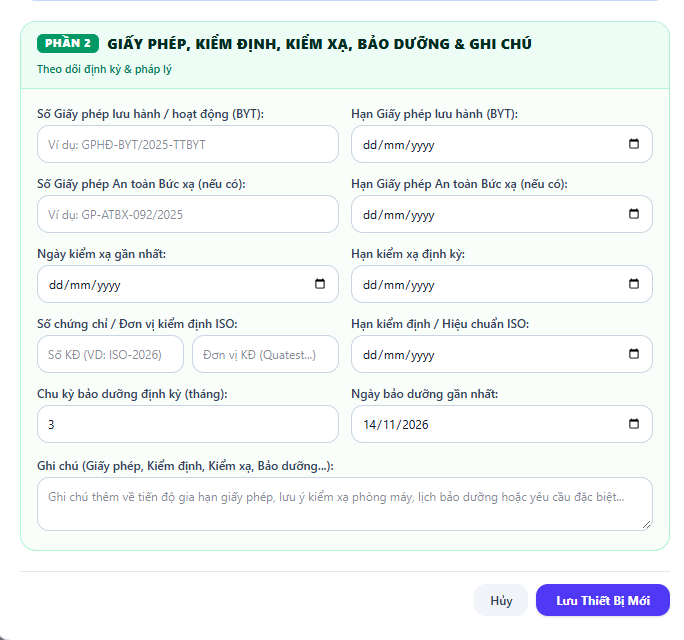 PHẦN 2 GIẤY PHÉP, KIỂM ĐỊNH, KIỂM XẠ, BẢO DƯỠNG & GHI CHÚ
Theo dõi định kỳ & pháp lý
Số Giấy phép lưu hành / hoạt động (BYT): Hạn Giấy phép lưu hành (BYT):
Ví dụ: GPHĐ-BYT/2025-TTBYT dd/mm/yyyy
Số Giấy phép An toàn Bức xạ (nếu có): Hạn Giấy phép An toàn Bức xạ (nếu có):
Ví dụ: GP-ATBX-092/2025 dd/mm/yyyy
Ngày kiểm xạ gần nhất: Hạn kiểm xạ định kỳ:
dd/mm/yyyy dd/mm/yyyy
Số chứng chỉ / Đơn vị kiểm định ISO: Hạn kiểm định / Hiệu chuẩn ISO:
Số KĐ (VD: ISO-2026) Đơn vị KĐ (Quatest...) dd/mm/yyyy
Chu kỳ bảo dưỡng định kỳ (tháng): Ngày bảo dưỡng gần nhất:
3 14/11/2026
Ghi chú (Giấy phép, Kiểm định, Kiểm xạ, Bảo dưỡng...):
Ghi chú thêm về tiến độ gia hạn giấy phép, lưu ý kiểm xạ phòng máy, lịch bảo dưỡng hoặc yêu cầu đặc biệt...
Hủy Lưu Thiết Bị Mới